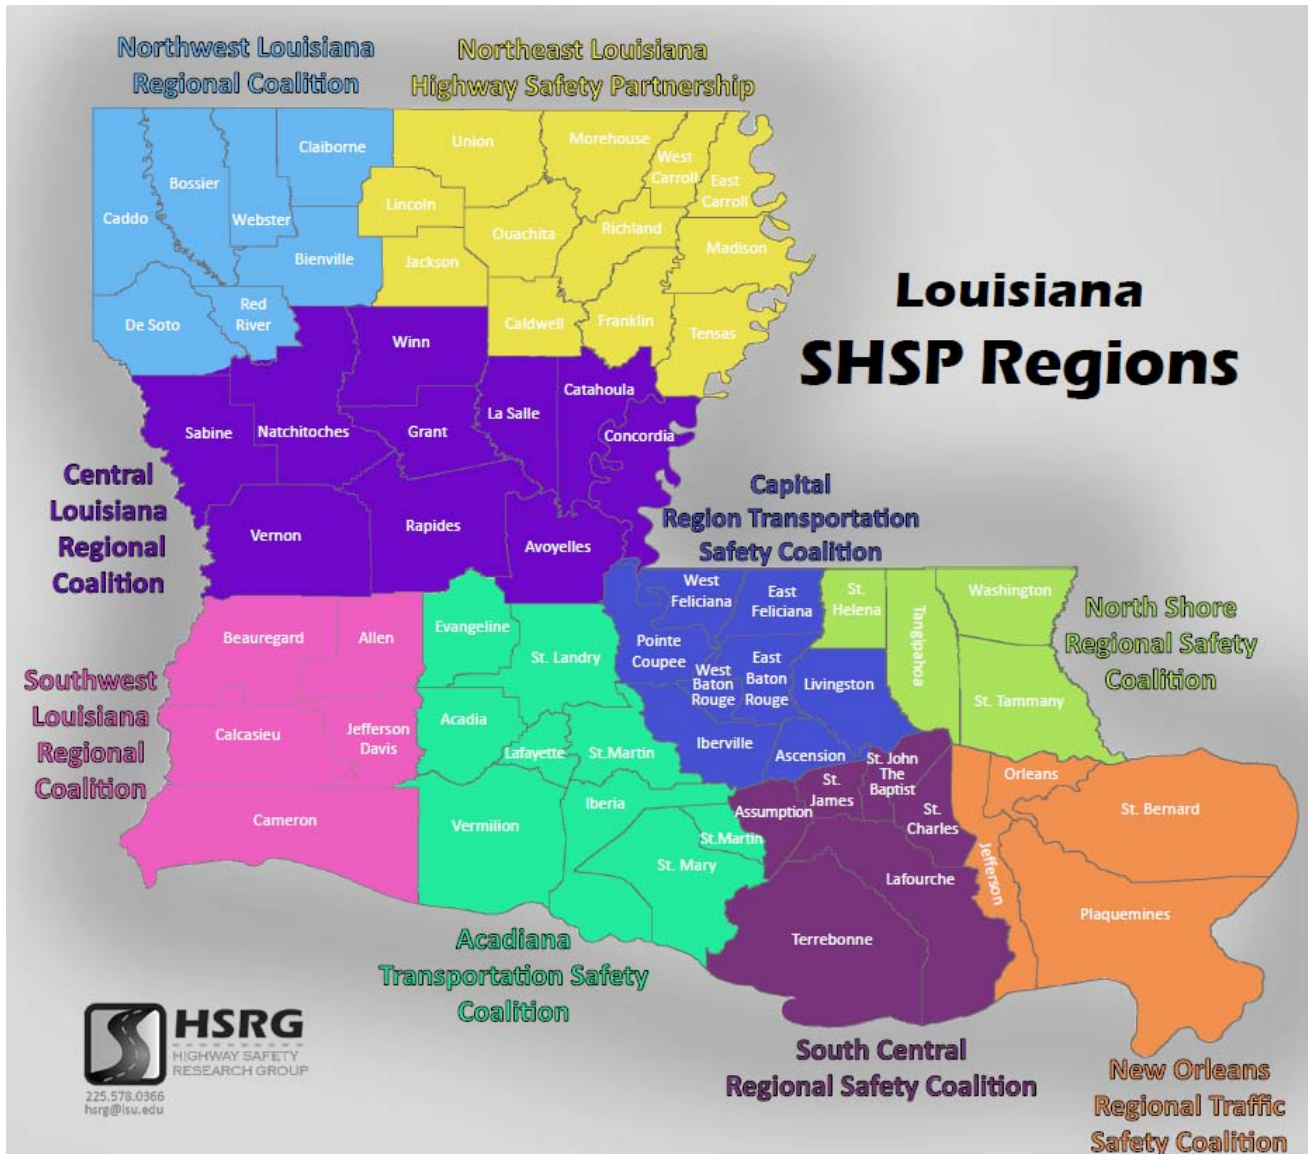 Northwest Louisiana
Regional Coalition
Northeast Louisiana
Highway Safety Partnership
Caddo
Bossier
Webster
Claiborne
Bienville
De Soto
Red
River
Union
Morehouse
West
Carroll
East
Carroll
Lincoln
Ouachita
Richland
Madison
Jackson
Caldwell
Franklin
Tensas
Louisiana
SHSP Regions
Winn
Catahoula
La Salle
Sabine
Natchitoches
Grant
Concordia
Vernon
Rapides
Avoyelles
Central
Louisiana
Regional
Coalition
Capital
Region Transportation
Safety Coalition
West
Feliciana
East
Feliciana
Pointe
Coupee
West
Baton
Rouge
East
Baton
Rouge
Livingston
Iberville
Ascension
St.
Helena
Tangipahoa
Washington
St. Tammany
North Shore
Regional Safety
Coalition
Beauregard
Allen
Calcasieu
Jefferson
Davis
Cameron
Southwest
Louisiana
Regional
Coalition
Evangeline
St. Landry
Acadia
Lafayette
St.Martin
Vermilion
Iberia
St.Martin
St. Mary
Acadiana
Transportation Safety
Coalition
Assumption
St.
James
St. John
The
Baptist
St.
Charles
Lafourche
Terrebonne
South Central
Regional Safety Coalition
Orleans
St. Bernard
Jefferson
Plaquemines
New Orleans
Regional Traffic
Safety Coalition
HSRG
HIGHWAY SAFETY
RESEARCH GROUP
225.578.0366
hsrg@lsu.edu